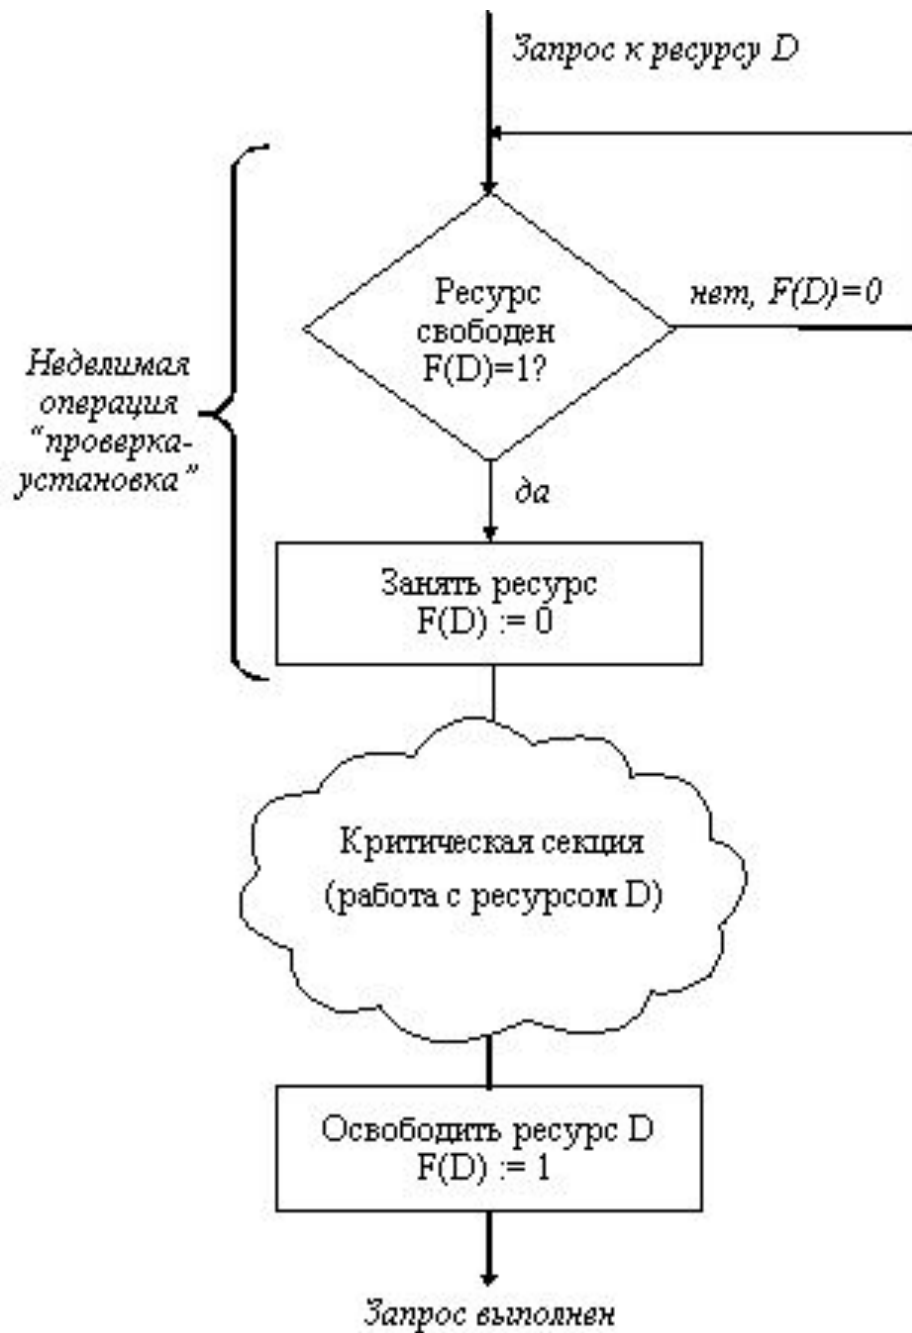 Запрос к ресурсу D
Ресурс
свободен
F(D)=1?
нет, F(D)=0
Неделимая
операция
“проверка-
установка”
да
Занять ресурс
F(D) := 0
Критическая секция
(работа с ресурсом D)
Освободить ресурс D
F(D) := 1
Запрос выполнен